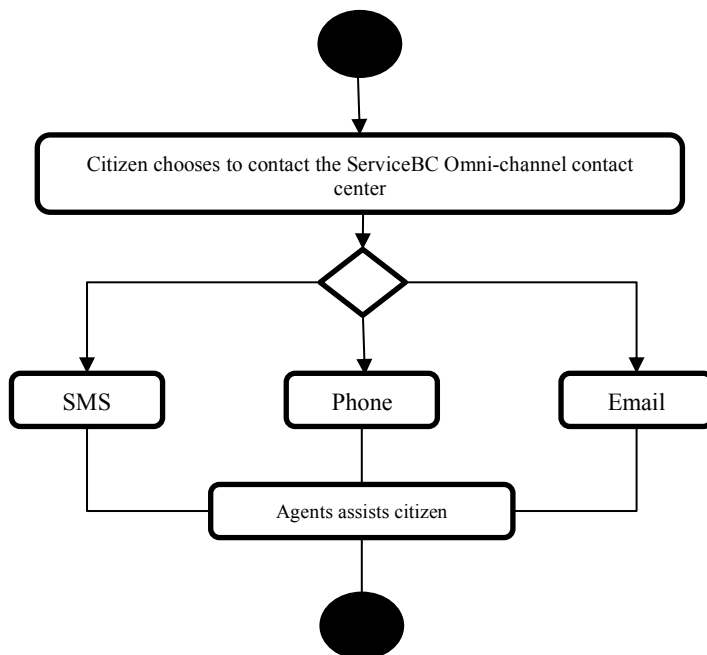 Citizen chooses to contact the ServiceBC Omni-channel contact
center
SMS
Phone
Email
Agents assists citizen